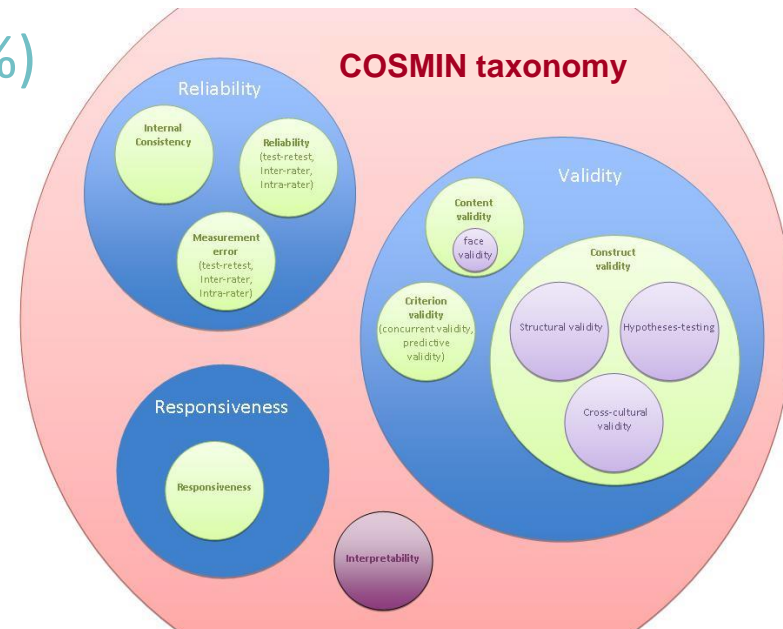 %)
COSMIN taxonomy
Reliability
Internal
Consistency
Reliability
(test-retest,
Inter-rater,
Intra-rater)
Measurement
error
(test-retest,
Inter-rater,
Intra-rater)
Validity
Content
validity
face
validity
Criterion
validity
(concurrent validity,
predictive
validity)
Construct
validity
Structural validity
Hypotheses-testing
Cross-cultural
validity
Responsiveness
Responsiveness
Interpretability